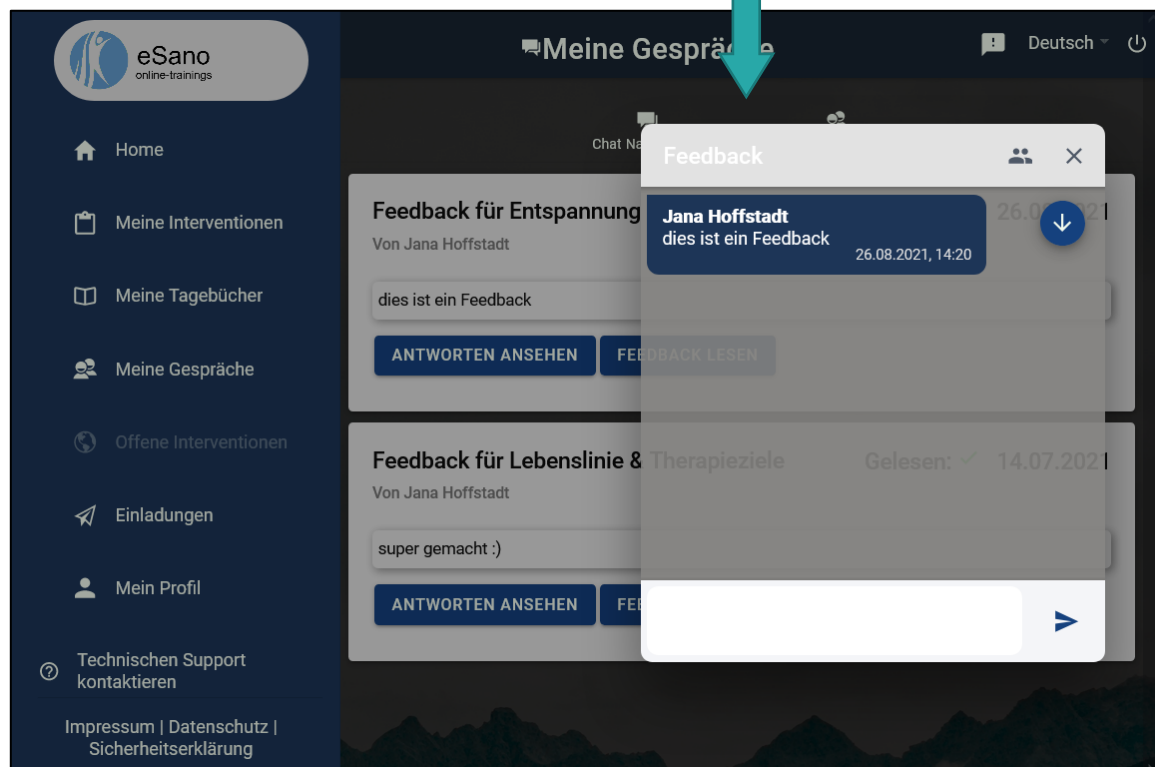 eSano
online-trainings
Home
Meine Interventionen
Meine Tagebücher
Meine Gespräche
Offene Interventionen
Einladungen
Mein Profil
Technischen Support
kontaktieren
Impressum | Datenschutz |
Sicherheitserklärung
Meine Gespräche
Deutsch
Chat Na
Feedback für Entspannung
Von Jana Hoffstadt
dies ist ein Feedback
ANTWORTEN ANSEHEN
FEEDBACK LESEN
Feedback für Lebenslinie & Therapieziele Gelesen: 14.07.2021
Von Jana Hoffstadt
super gemacht :)
ANTWORTEN ANSEHEN
FEE
Feedback
Jana Hoffstadt
dies ist ein Feedback
26.08.2021, 14:20